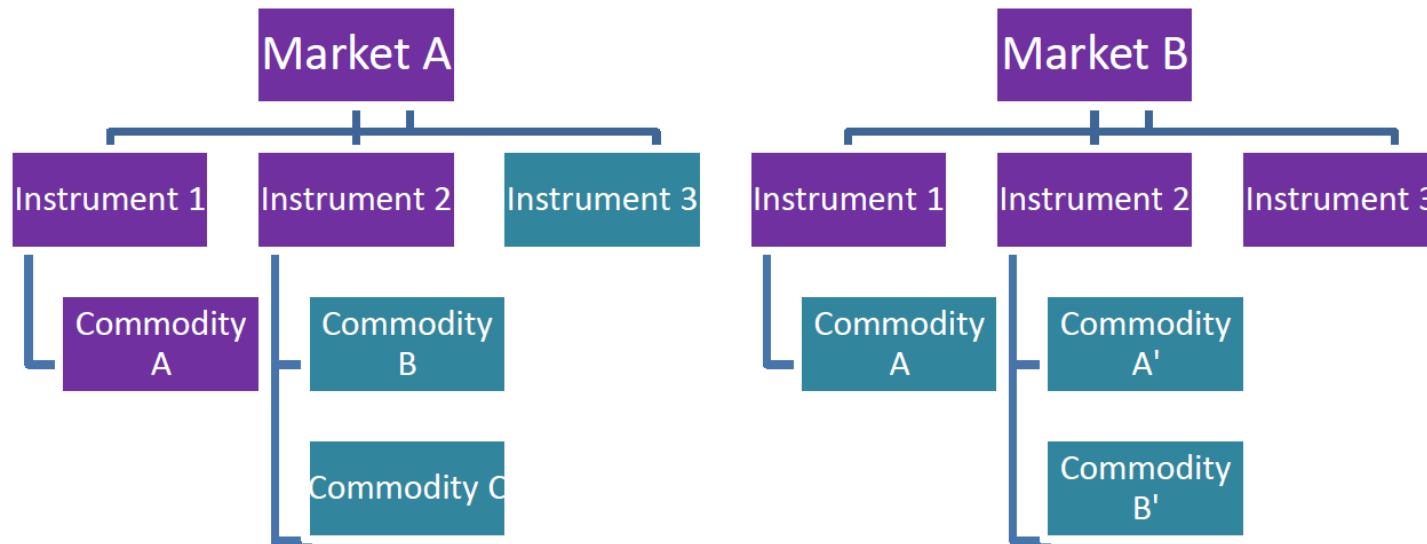 Market A
Market B
Instrument 1
Instrument 2
Instrument 3
Instrument 1
Instrument 2
Instrument 3
Commodity
A
Commodity
B
Commodity
A
Commodity
A'
Commodity C
Commodity
B'